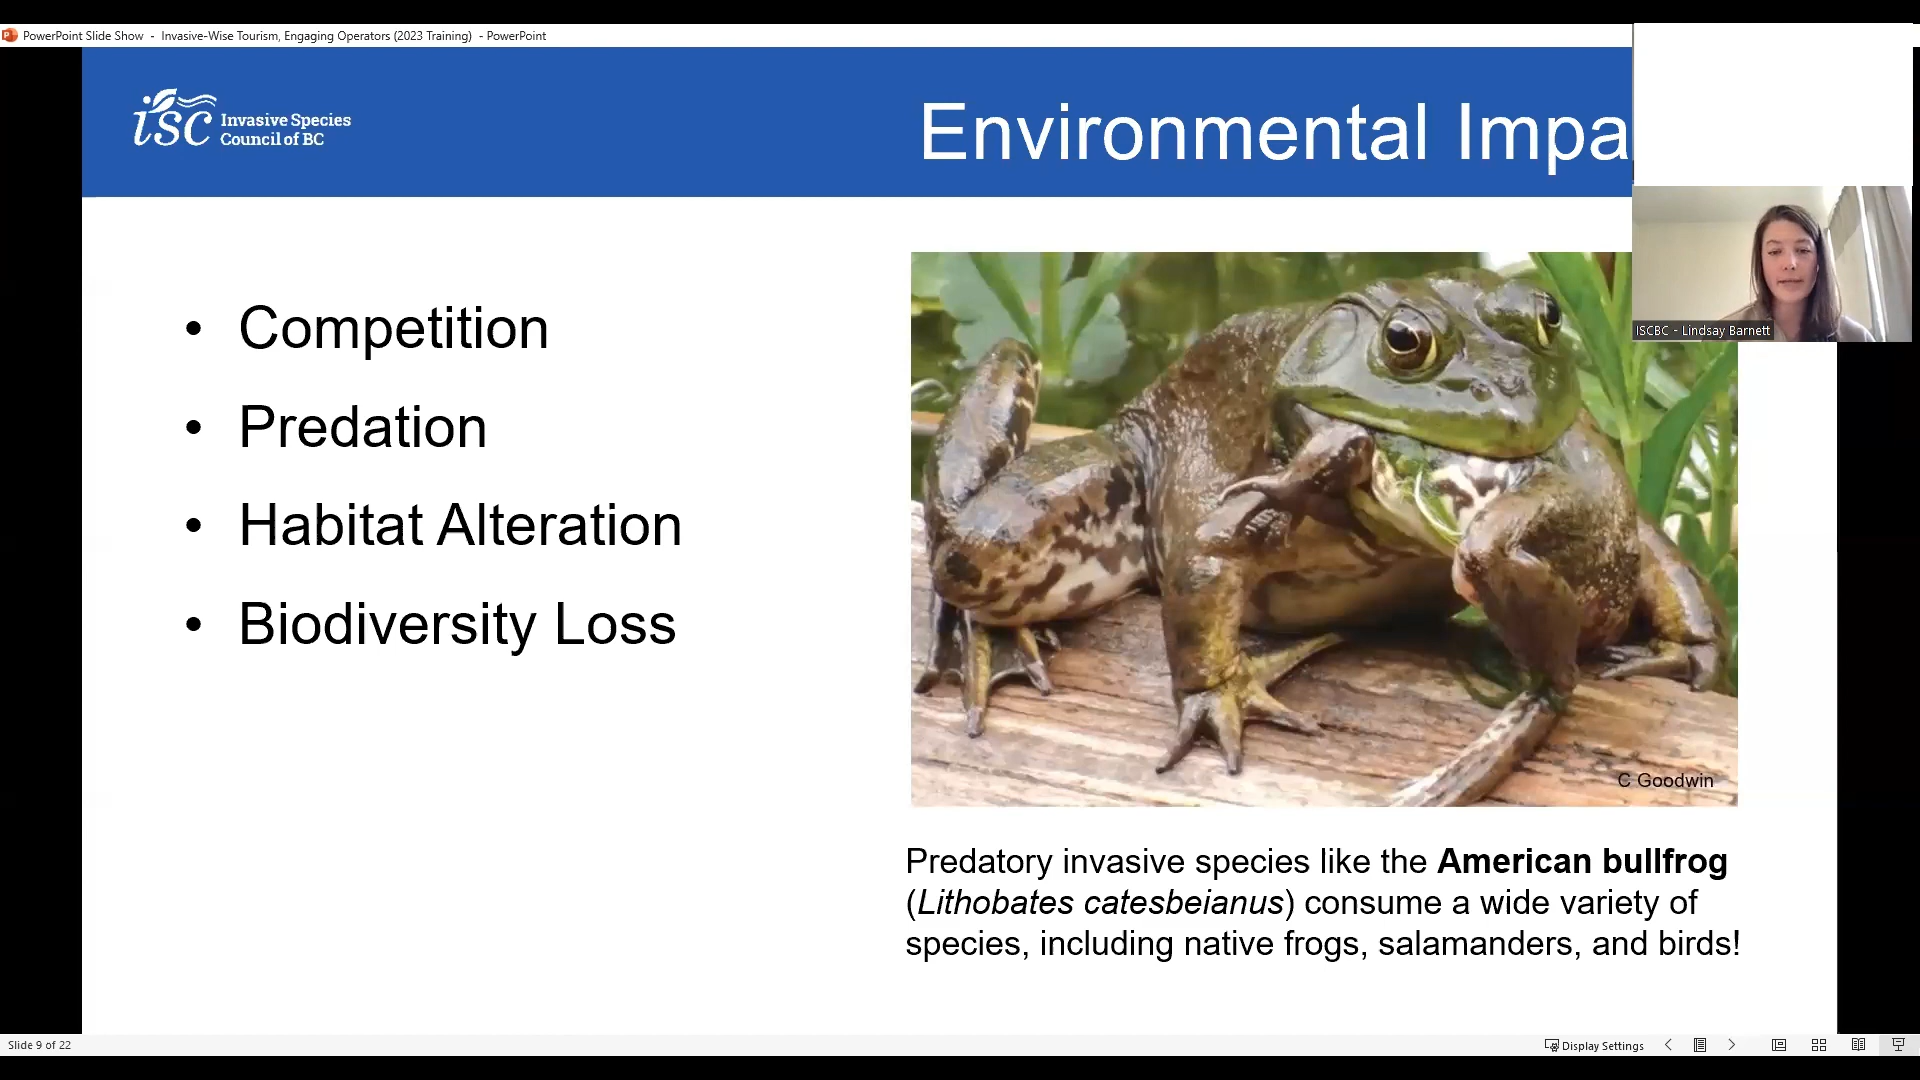 PowerPoint Slide Show - Invasive-Wise Tourism, Engaging Operators (2023 Training) - PowerPoint
isc Invasive Species
Council of BC
Environmental Impa
ISCBC - Lindsay Barnett
• Competition
• Predation
• Habitat Alteration
• Biodiversity Loss
C Goodwin
Predatory invasive species like the American bullfrog
(Lithobates catesbeianus) consume a wide variety of
species, including native frogs, salamanders, and birds!
Slide 9 of 22
Display Settings